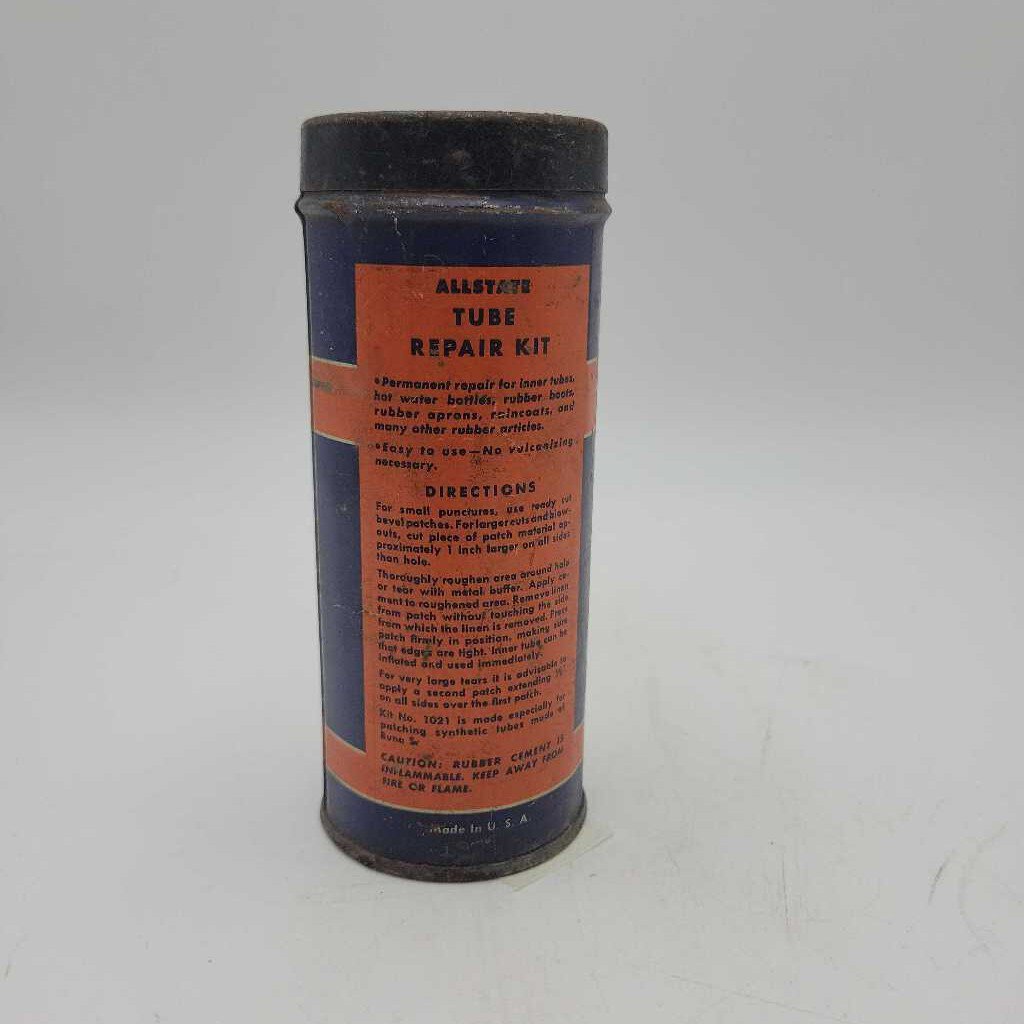 ALLSTATE
TUBE
REPAIR KIT
•Permanent repair for inner tubes,
hot water bottles, rubber boots,
rubber aprons, raincoats, and
many other rubber articles.
•Easy to use—No vulcanizing
necessary.
DIRECTIONS
For small punctures, use ready cut
bevel patches. For larger cuts and blow-
outs, cut piece of patch material ap-
proximately 1 inch larger on all sides
than hole.
Thoroughly roughen area around hole
or tear with metal buffer. Apply ce-
ment to roughened area. Remove linen
from patch without touching the side
from which the linen is removed. Press
patch firmly in position, making sure
that edges are tight. Inner tube can be
inflated and used immediately.
For very large tears it is advisable to
apply a second patch extending ½"
on all sides over the first patch.
Kit No. 1021 is made especially for
patching synthetic tubes made of
Buna S.
CAUTION: RUBBER CEMENT IS
INFLAMMABLE. KEEP AWAY FROM
FIRE OR FLAME.
Made In U. S. A.